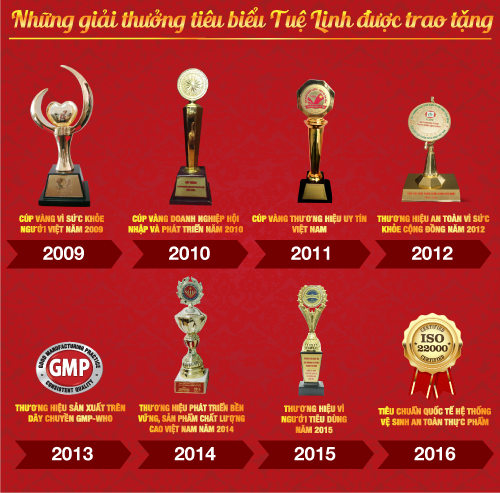 Những giải thưởng tiêu biểu Tuệ Linh được trao tặng
CÚP VÀNG VÌ SỨC KHỎE
NGƯỜI VIỆT NĂM 2009
2009
CÚP VÀNG DOANH NGHIỆP HỘI
NHẬP VÀ PHÁT TRIỂN NĂM 2010
2010
CÚP VÀNG THƯƠNG HIỆU UY TÍN
VIỆT NAM
2011
THƯƠNG HIỆU AN TOÀN VÌ SỨC
KHỎE CỘNG ĐỒNG NĂM 2012
2012
GOOD MANUFACTURING PRACTICE
GMP
CONSISTENT QUALITY
THƯƠNG HIỆU SẢN XUẤT TRÊN
DÂY CHUYỀN GMP-WHO
2013
THƯƠNG HIỆU PHÁT TRIỂN BỀN
VỮNG, SẢN PHẨM CHẤT LƯỢNG
CAO VIỆT NAM NĂM 2014
2014
THƯƠNG HIỆU VÌ
NGƯỜI TIÊU DÙNG
NĂM 2015
2015
CERTIFIED
ISO
22000
CERTIFIED
TIÊU CHUẨN QUỐC TẾ HỆ THỐNG
VỆ SINH AN TOÀN THỰC PHẨM
2016